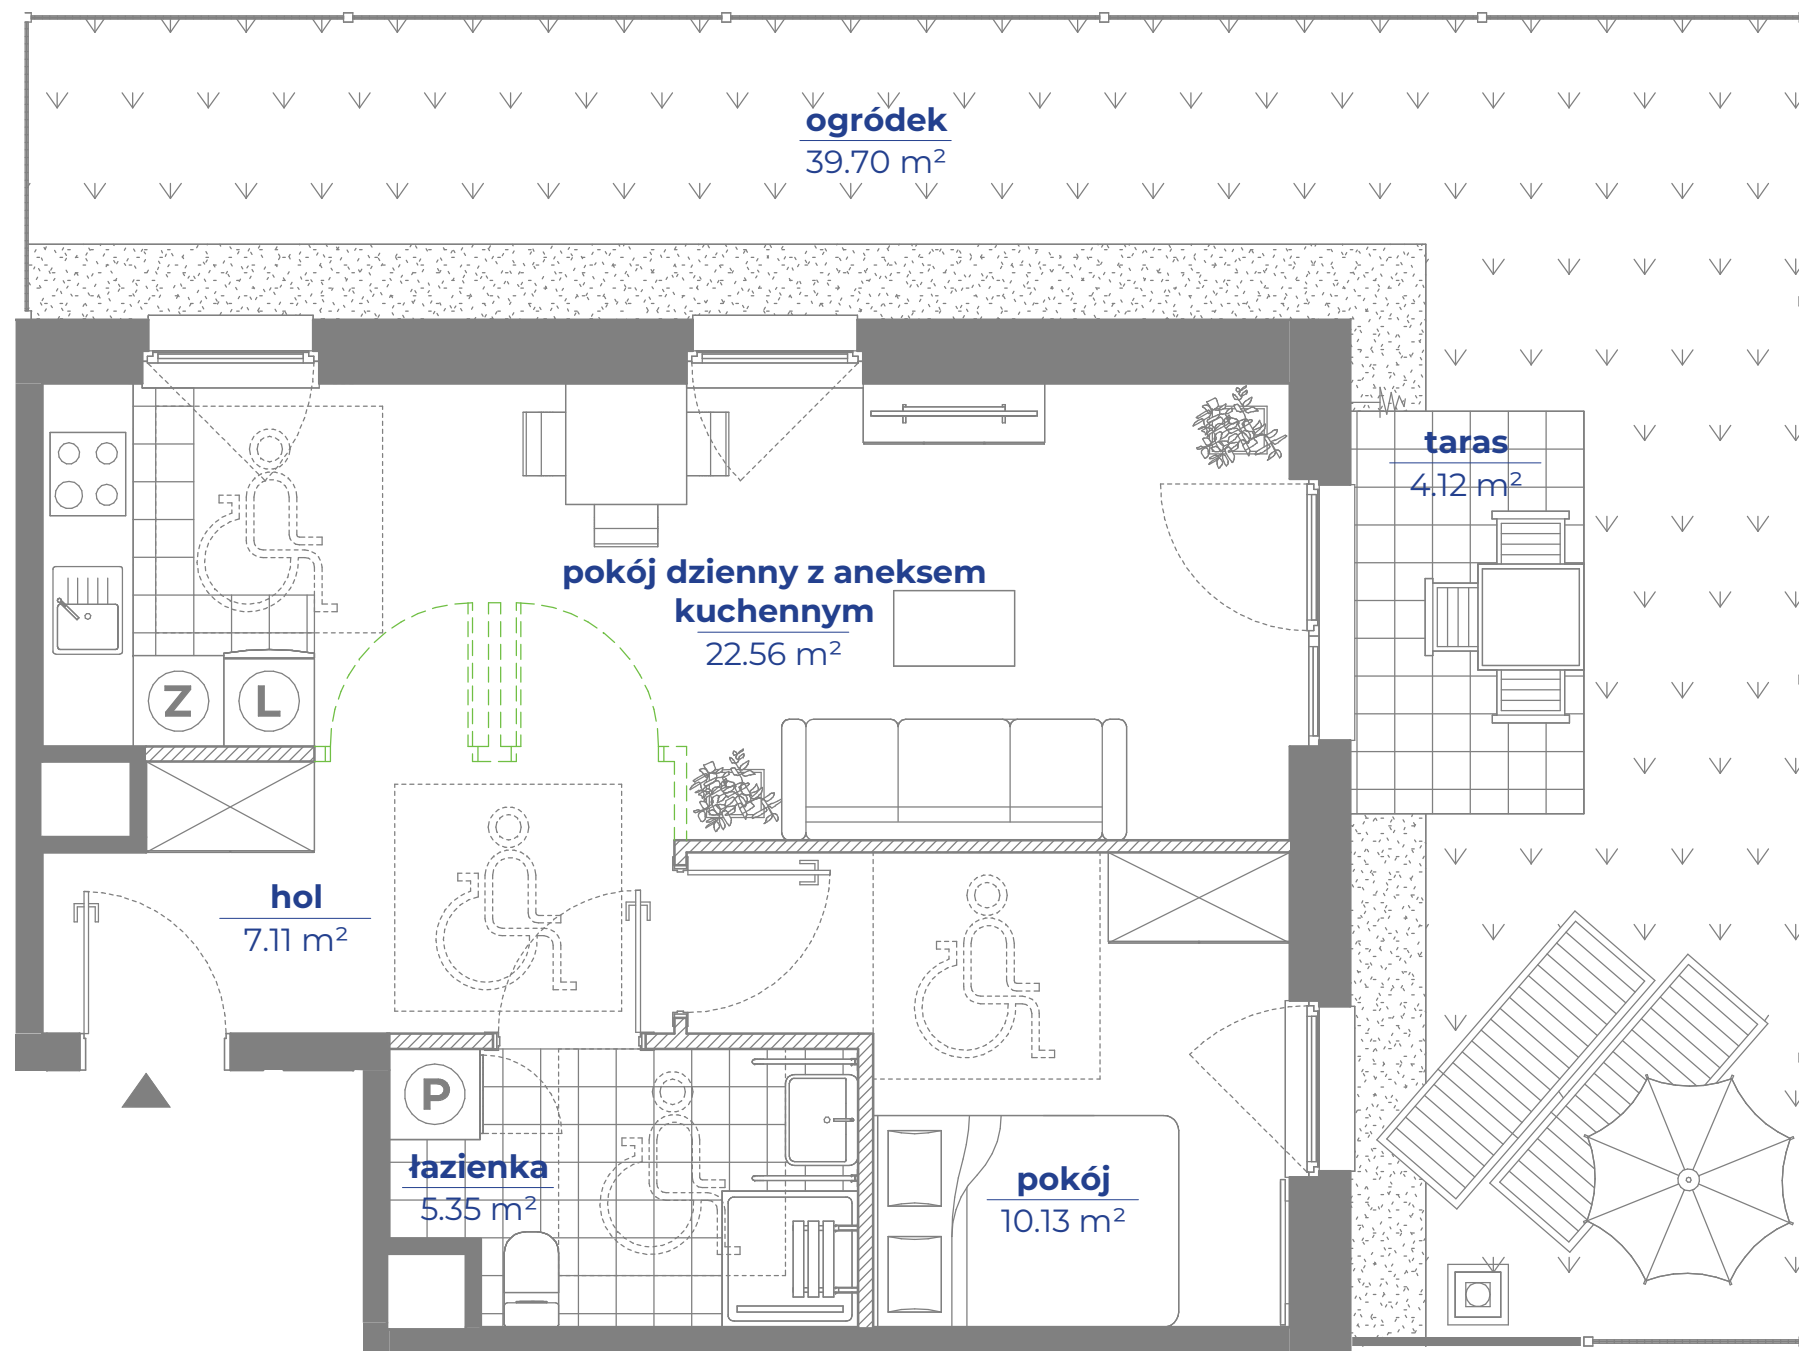 ogródek
39.70 m²
taras
4.12 m²
pokój dzienny z aneksem
kuchennym
22.56 m²
Z
L
hol
7.11 m²
P
łazienka
5.35 m²
pokój
10.13 m²